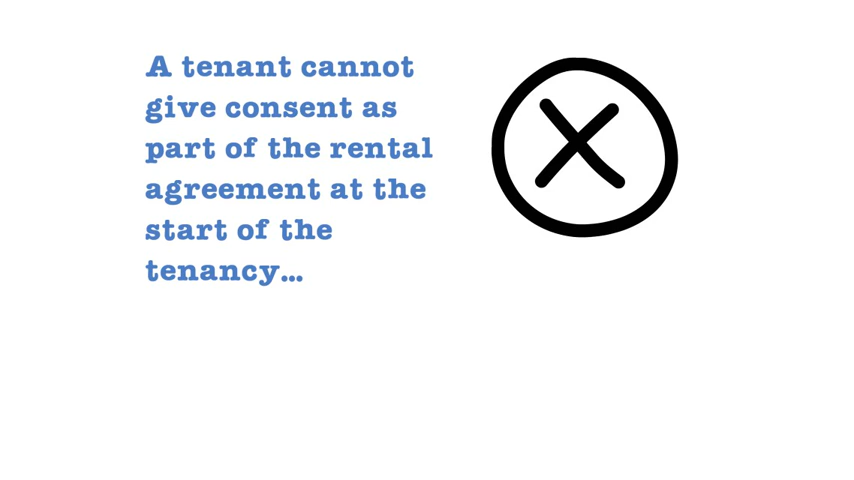 A tenant cannot
give consent as
part of the rental
agreement at the
start of the
tenancy...